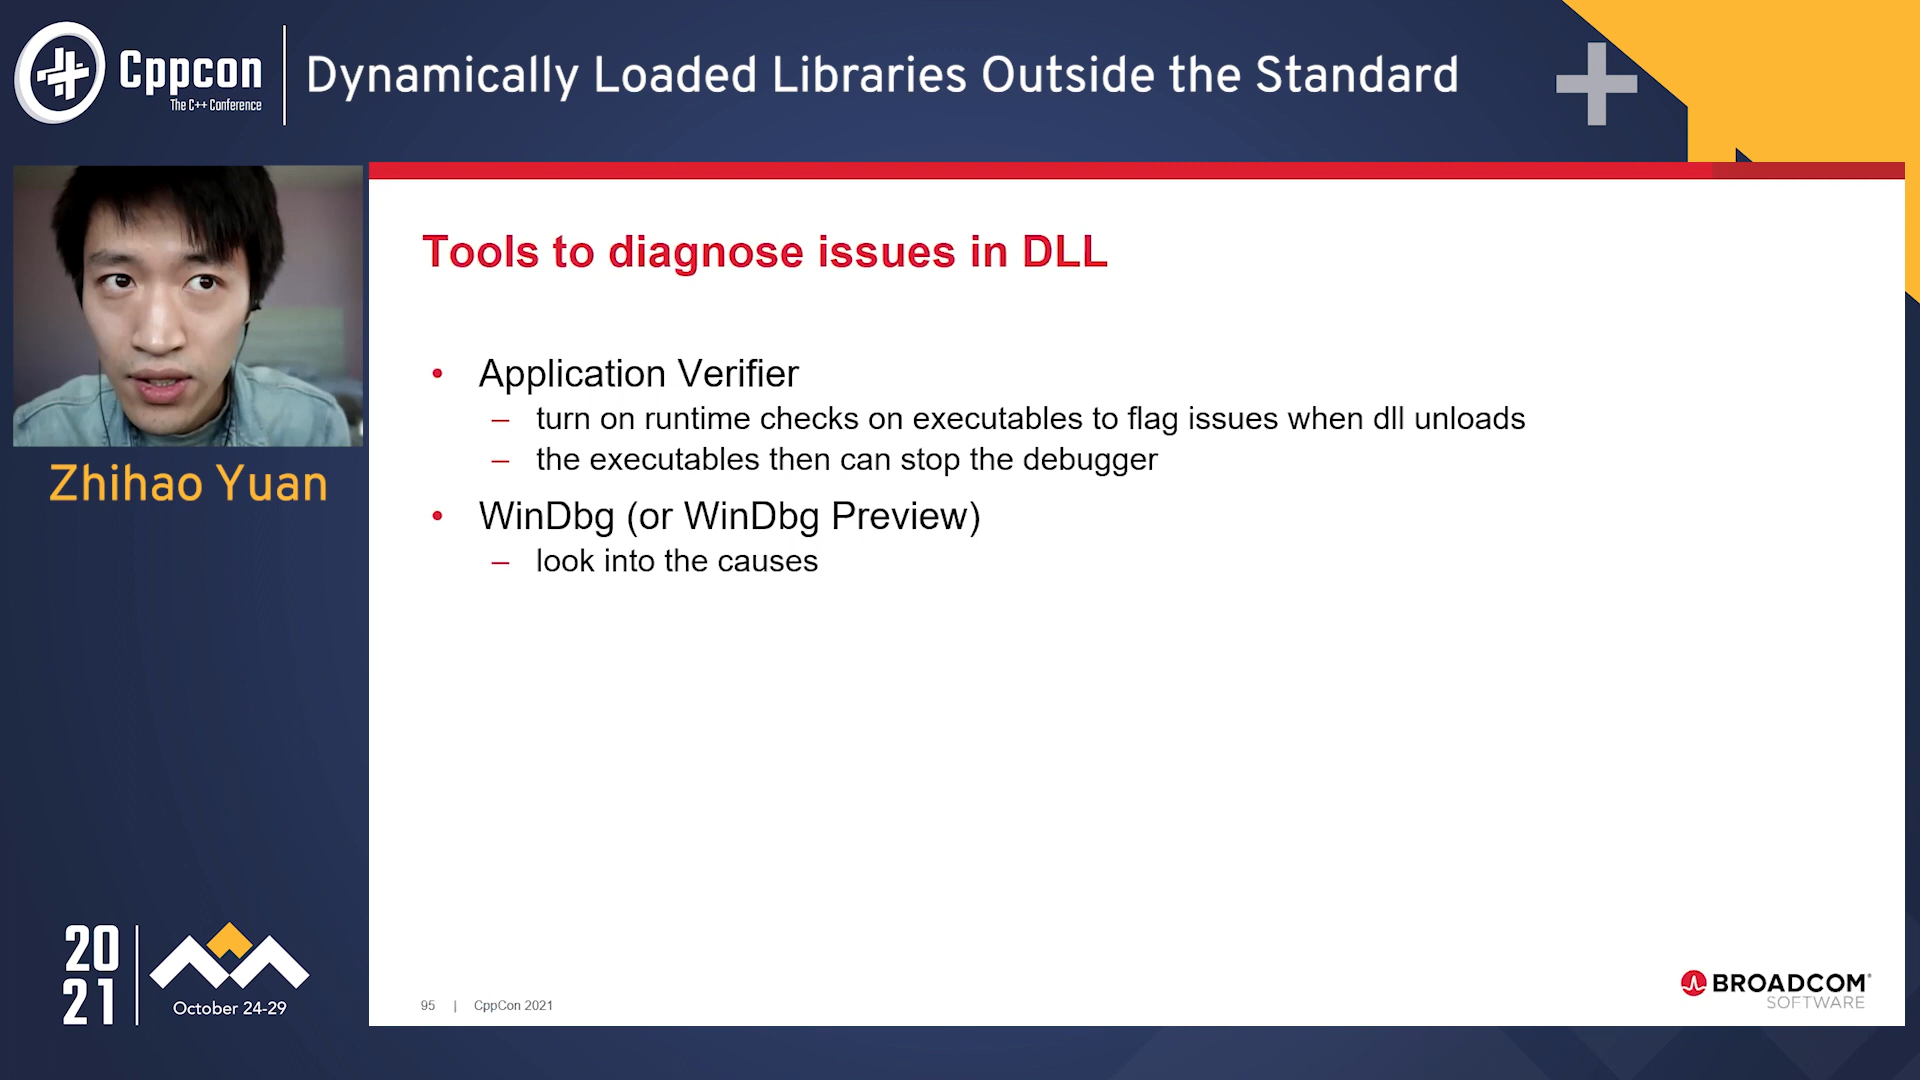 Cppcon
The C++ Conference
Dynamically Loaded Libraries Outside the Standard
Zhihao Yuan
Tools to diagnose issues in DLL
• Application Verifier
– turn on runtime checks on executables to flag issues when dll unloads
– the executables then can stop the debugger
• WinDbg (or WinDbg Preview)
– look into the causes
20
21
October 24-29
95 | CppCon 2021
BROADCOM®
SOFTWARE